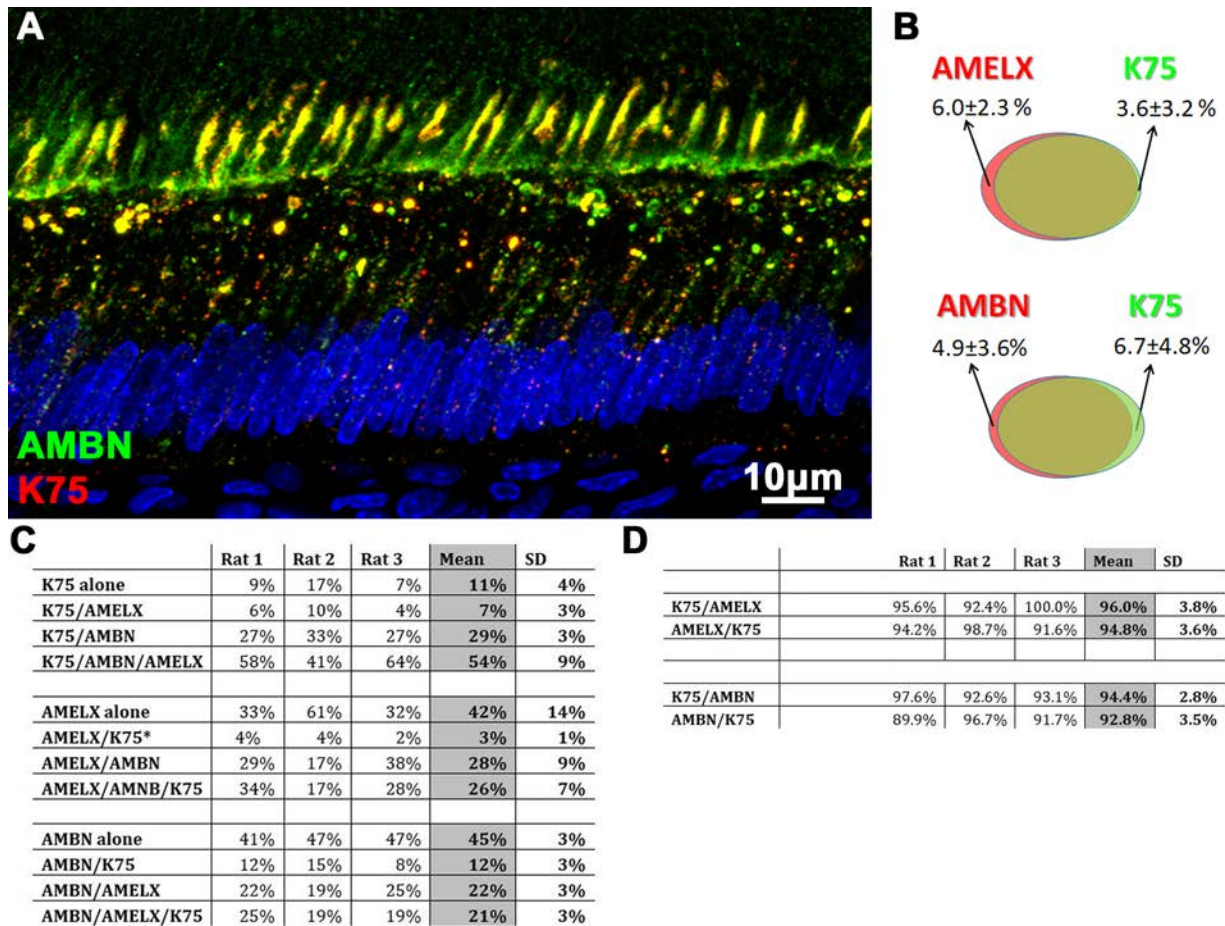 A
AMBN
K75
10µm
B
AMELX K75
6.0±2.3 % 3.6±3.2 %
AMBN K75
4.9±3.6% 6.7±4.8%
C
Rat 1 Rat 2 Rat 3 Mean SD
K75 alone 9% 17% 7% 11% 4%
K75/AMELX 6% 10% 4% 7% 3%
K75/AMBN 27% 33% 27% 29% 3%
K75/AMBN/AMELX 58% 41% 64% 54% 9%
AMELX alone 33% 61% 32% 42% 14%
AMELX/K75* 4% 4% 2% 3% 1%
AMELX/AMBN 29% 17% 38% 28% 9%
AMELX/AMNB/K75 34% 17% 28% 26% 7%
AMBN alone 41% 47% 47% 45% 3%
AMBN/K75 12% 15% 8% 12% 3%
AMBN/AMELX 22% 19% 25% 22% 3%
AMBN/AMELX/K75 25% 19% 19% 21% 3%
D
Rat 1 Rat 2 Rat 3 Mean SD
K75/AMELX 95.6% 92.4% 100.0% 96.0% 3.8%
AMELX/K75 94.2% 98.7% 91.6% 94.8% 3.6%
K75/AMBN 97.6% 92.6% 93.1% 94.4% 2.8%
AMBN/K75 89.9% 96.7% 91.7% 92.8% 3.5%